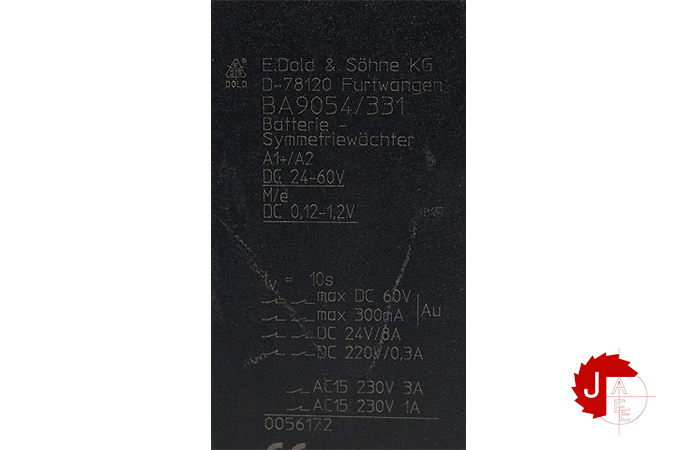 E.Dold & Söhne KG
DOLD
D-78120 Furtwangen
BA9054/331
Batterie -
Symmetriewächter
A1+/A2
DC 24-60V
M/e
DC 0,12-1,2V
tv = 10s
max DC 60V
max 300mA
Au
DC 24V/8A
DC 220V/0,3A
AC15 230V 3A
AC15 230V 1A
0056172
CE
J
A
E
E